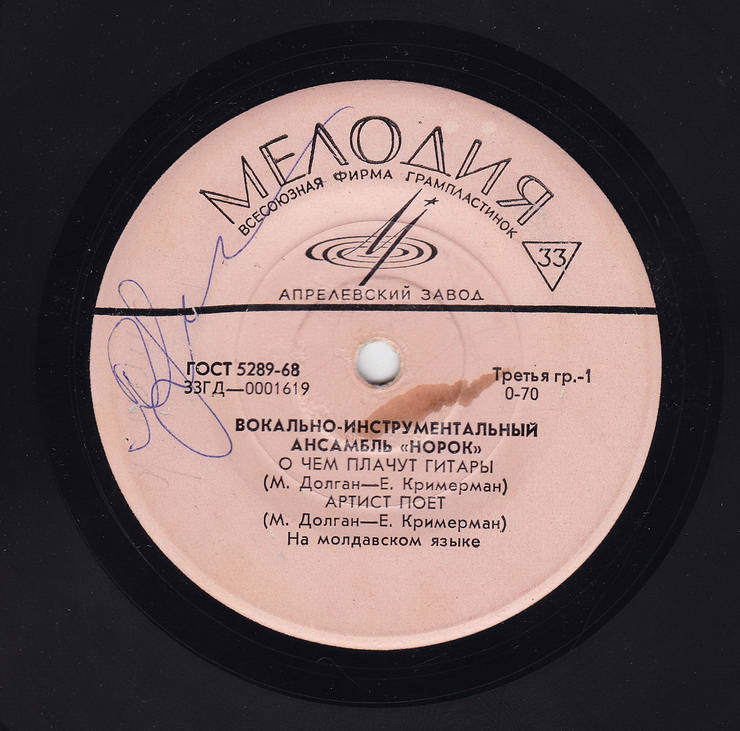 МЕЛОДИЯ
ВСЕСОЮЗНАЯ ФИРМА ГРАМПЛАСТИНОК
33
АПРЕЛЕВСКИЙ ЗАВОД
ГОСТ 5289-68
33ГД—0001619
Третья гр.-1
0-70
ВОКАЛЬНО-ИНСТРУМЕНТАЛЬНЫЙ
АНСАМБЛЬ «НОРОК»
О ЧЕМ ПЛАЧУТ ГИТАРЫ
(М. Долган—Е. Кримерман)
АРТИСТ ПОЕТ
(М. Долган—Е. Кримерман)
На молдавском языке